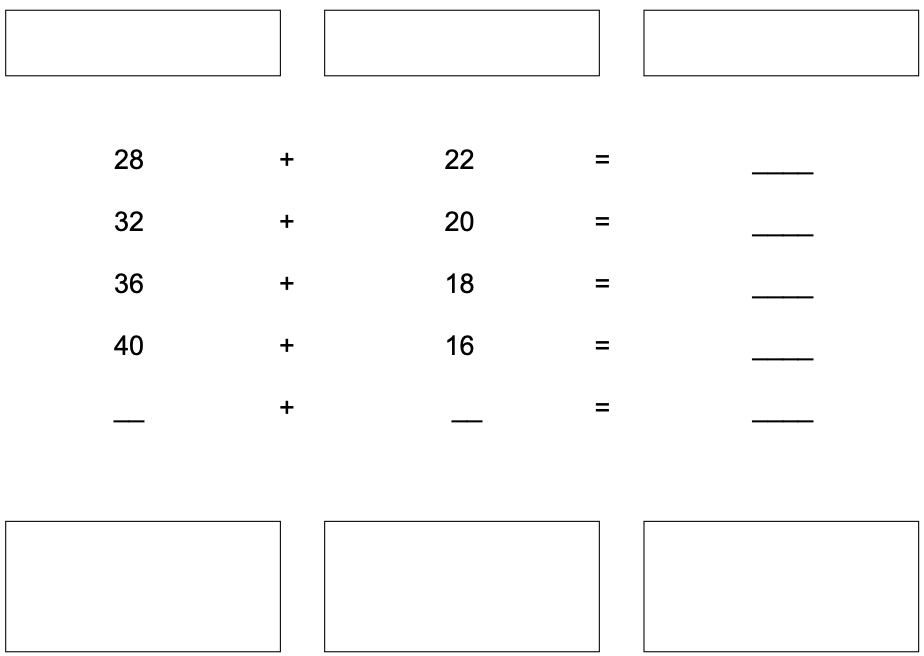 28 + 22 = ____
32 + 20 = ____
36 + 18 = ____
40 + 16 = ____
__ + __ = ____